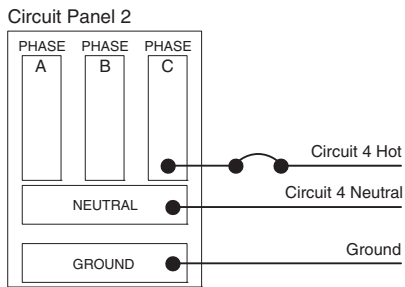 Circuit Panel 2
PHASE PHASE PHASE
A B C
Circuit 4 Hot
Circuit 4 Neutral
NEUTRAL
Ground
GROUND